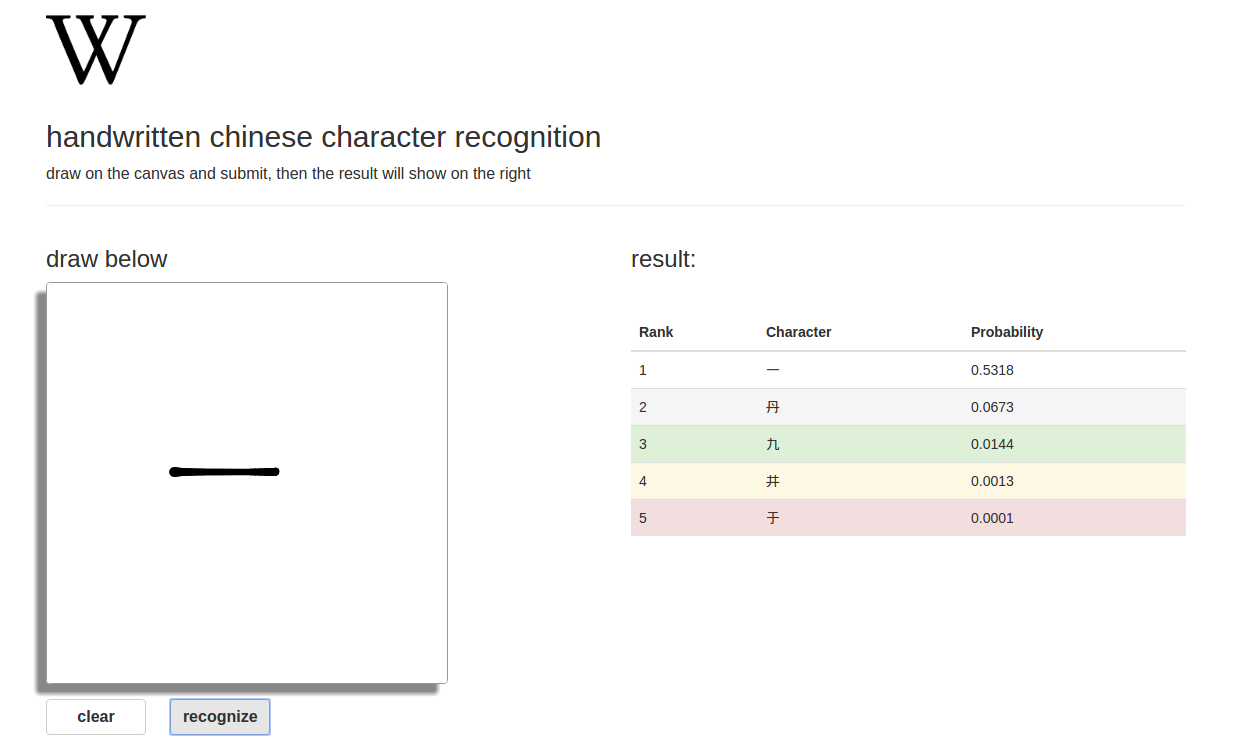 W
handwritten chinese character recognition
draw on the canvas and submit, then the result will show on the right
draw below
一
clear recognize
result:
Rank Character Probability
1 一 0.5318
2 丹 0.0673
3 九 0.0144
4 井 0.0013
5 于 0.0001